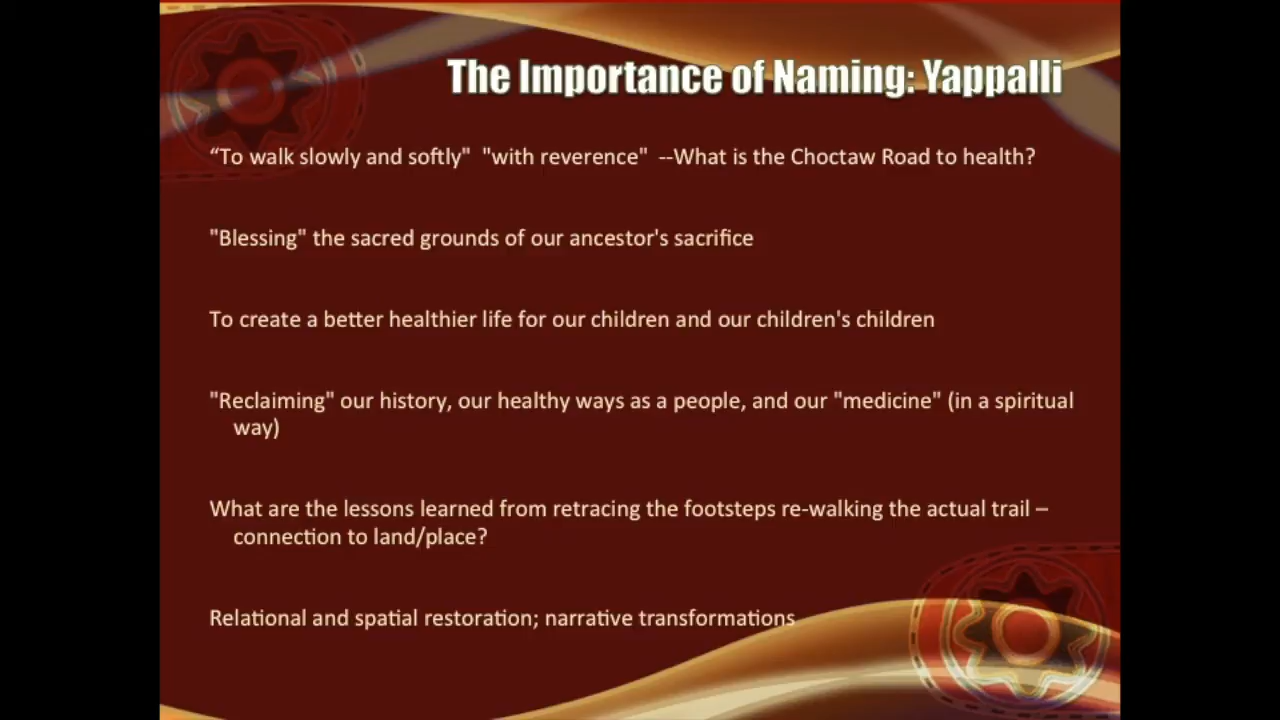 The Importance of Naming: Yappalli
“To walk slowly and softly" "with reverence" --What is the Choctaw Road to health?
"Blessing" the sacred grounds of our ancestor's sacrifice
To create a better healthier life for our children and our children's children
"Reclaiming" our history, our healthy ways as a people, and our "medicine" (in a spiritual
way)
What are the lessons learned from retracing the footsteps re-walking the actual trail –
connection to land/place?
Relational and spatial restoration; narrative transformations